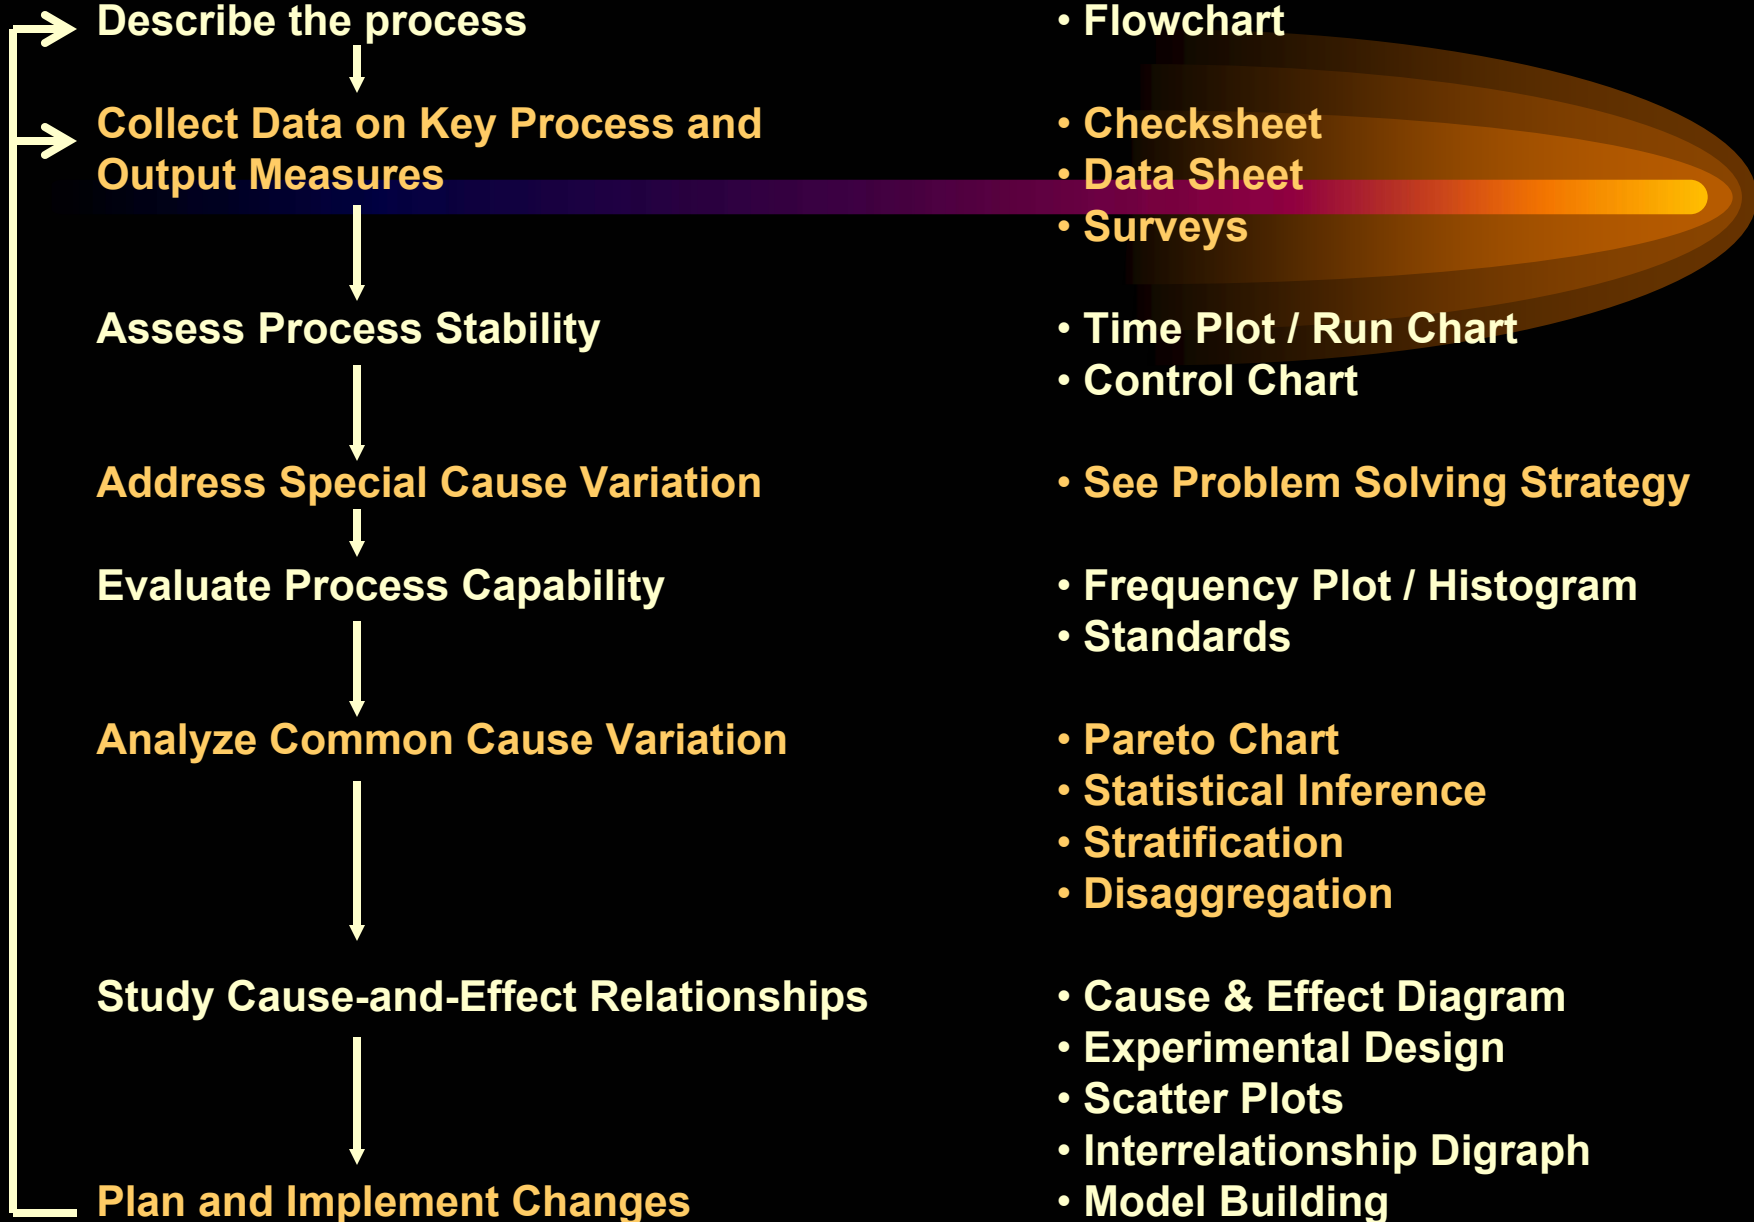 Describe the process
• Flowchart
Collect Data on Key Process and
Output Measures
• Checksheet
• Data Sheet
• Surveys
Assess Process Stability
• Time Plot / Run Chart
• Control Chart
Address Special Cause Variation
• See Problem Solving Strategy
Evaluate Process Capability
• Frequency Plot / Histogram
• Standards
Analyze Common Cause Variation
• Pareto Chart
• Statistical Inference
• Stratification
• Disaggregation
Study Cause-and-Effect Relationships
• Cause & Effect Diagram
• Experimental Design
• Scatter Plots
• Interrelationship Digraph
• Model Building
Plan and Implement Changes